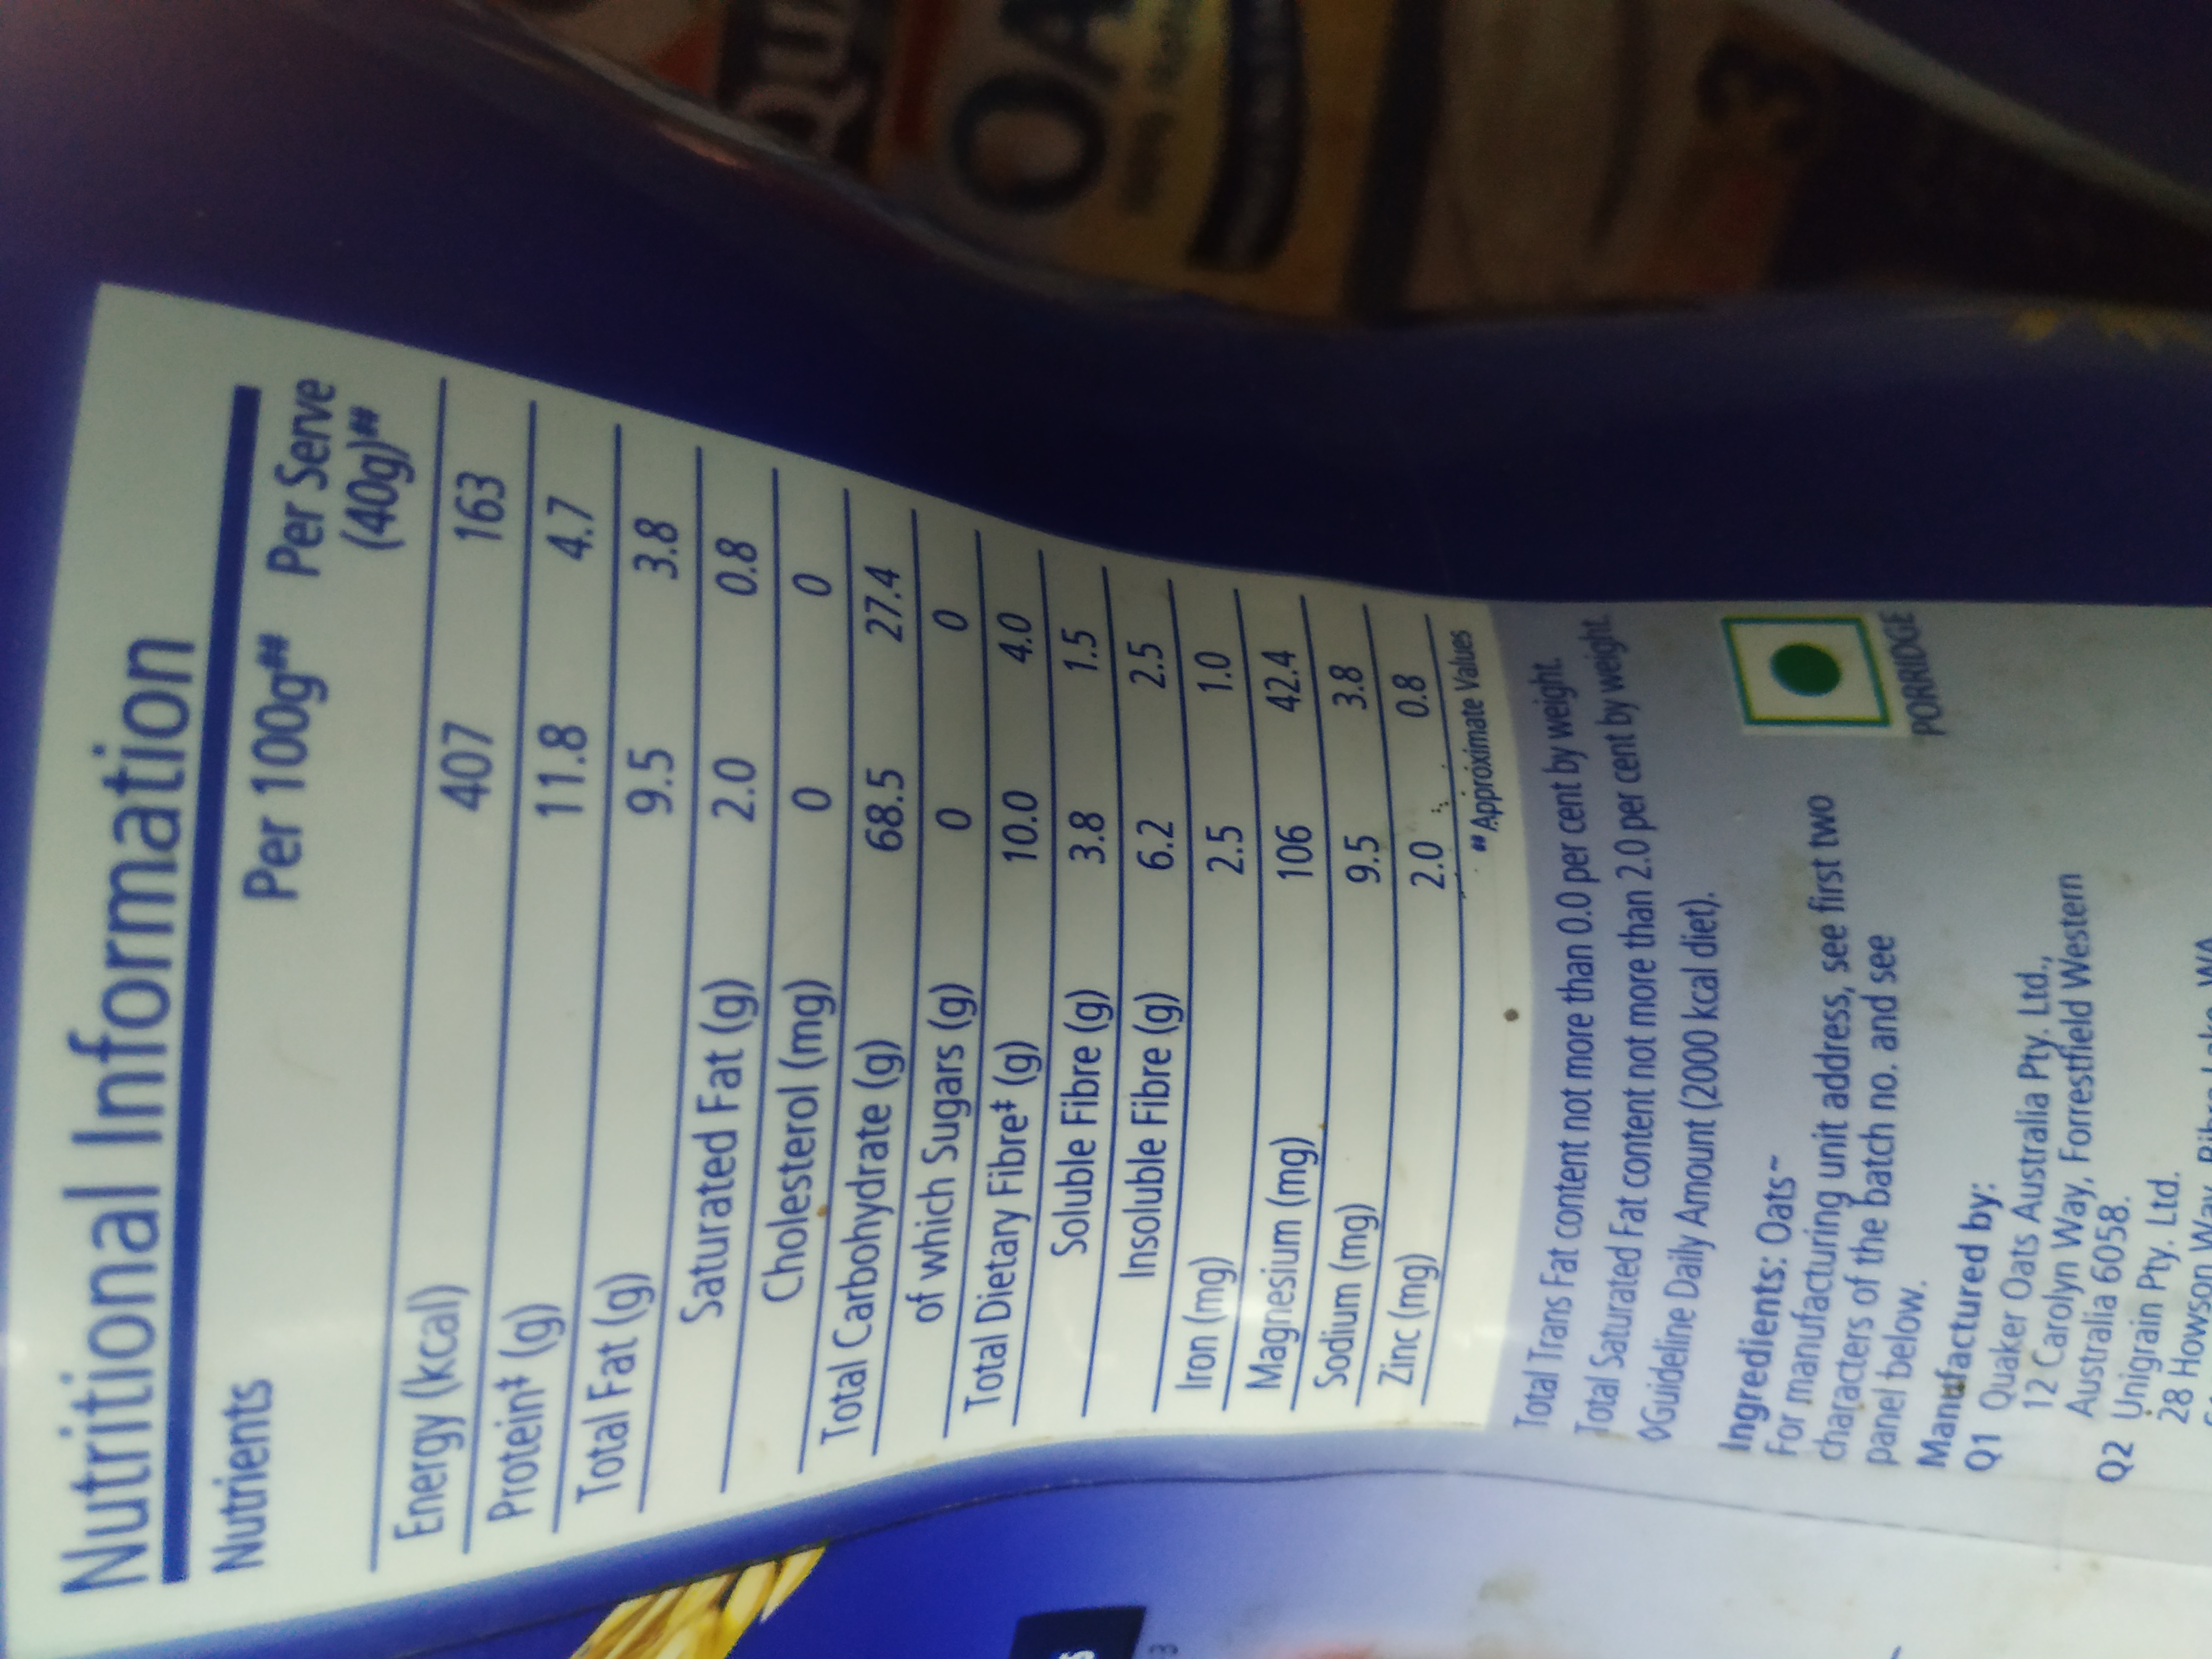 Nutritional Information
Nutrients Per 100g## Per Serve
(40g)##
Energy (kcal) 407 163
Protein‡ (g) 11.8 4.7
Total Fat (g) 9.5 3.8
Saturated Fat (g) 2.0 0.8
Cholesterol (mg) 0 0
Total Carbohydrate (g) 68.5 27.4
of which Sugars (g) 0 0
Total Dietary Fibre‡ (g) 10.0 4.0
Soluble Fibre (g) 3.8 1.5
Insoluble Fibre (g) 6.2 2.5
Iron (mg) 2.5 1.0
Magnesium (mg) 106 42.4
Sodium (mg) 9.5 3.8
Zinc (mg) 2.0 0.8
##Approximate Values
Total Trans Fat content not more than 0.0 per cent by weight.
Total Saturated Fat content not more than 2.0 per cent by weight.
◊Guideline Daily Amount (2000 kcal diet).
Ingredients: Oats~
For manufacturing unit address, see first two
characters of the batch no. and see
panel below.
PORRIDGE
Manufactured by:
Q1 Quaker Oats Australia Pty. Ltd.,
12 Carolyn Way, Forrestfield Western
Australia 6058.
Q2 Unigrain Pty. Ltd.
28 Howson Way, Bibra Lake, WA
QU
OA
3